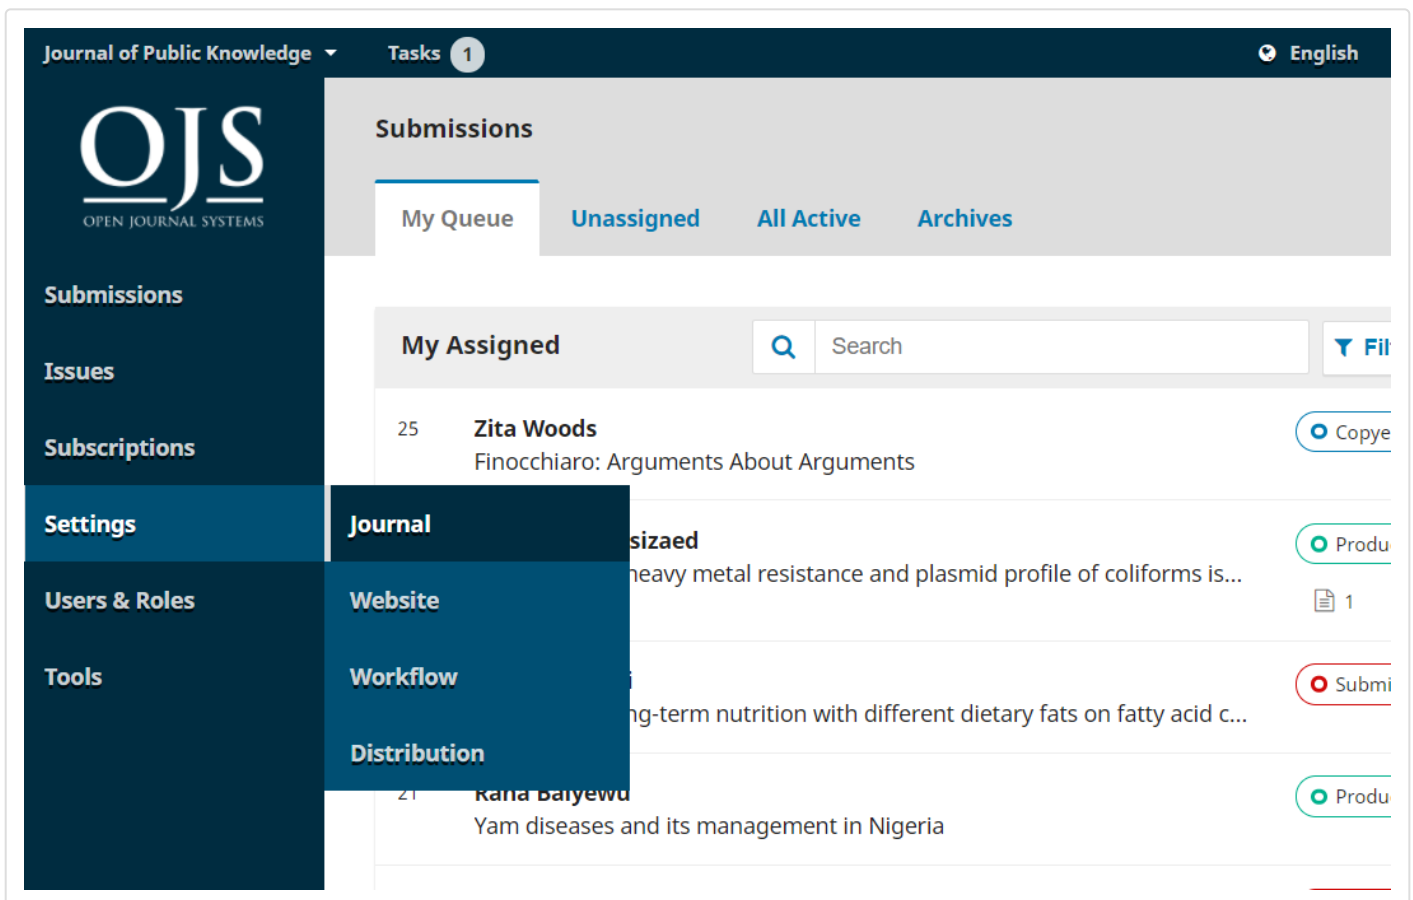 Journal of Public Knowledge
Tasks 1
English
OJS
OPEN JOURNAL SYSTEMS
Submissions
Issues
Subscriptions
Settings
Users & Roles
Tools
Journal
Website
Workflow
Distribution
Submissions
My Queue Unassigned All Active Archives
My Assigned
Search
25 Zita Woods
Finocchiaro: Arguments About Arguments
heavy metal resistance and plasmid profile of coliforms is...
1
nutrition with different dietary fats on fatty acid c...
21 Rana Baiyewu
Yam diseases and its management in Nigeria